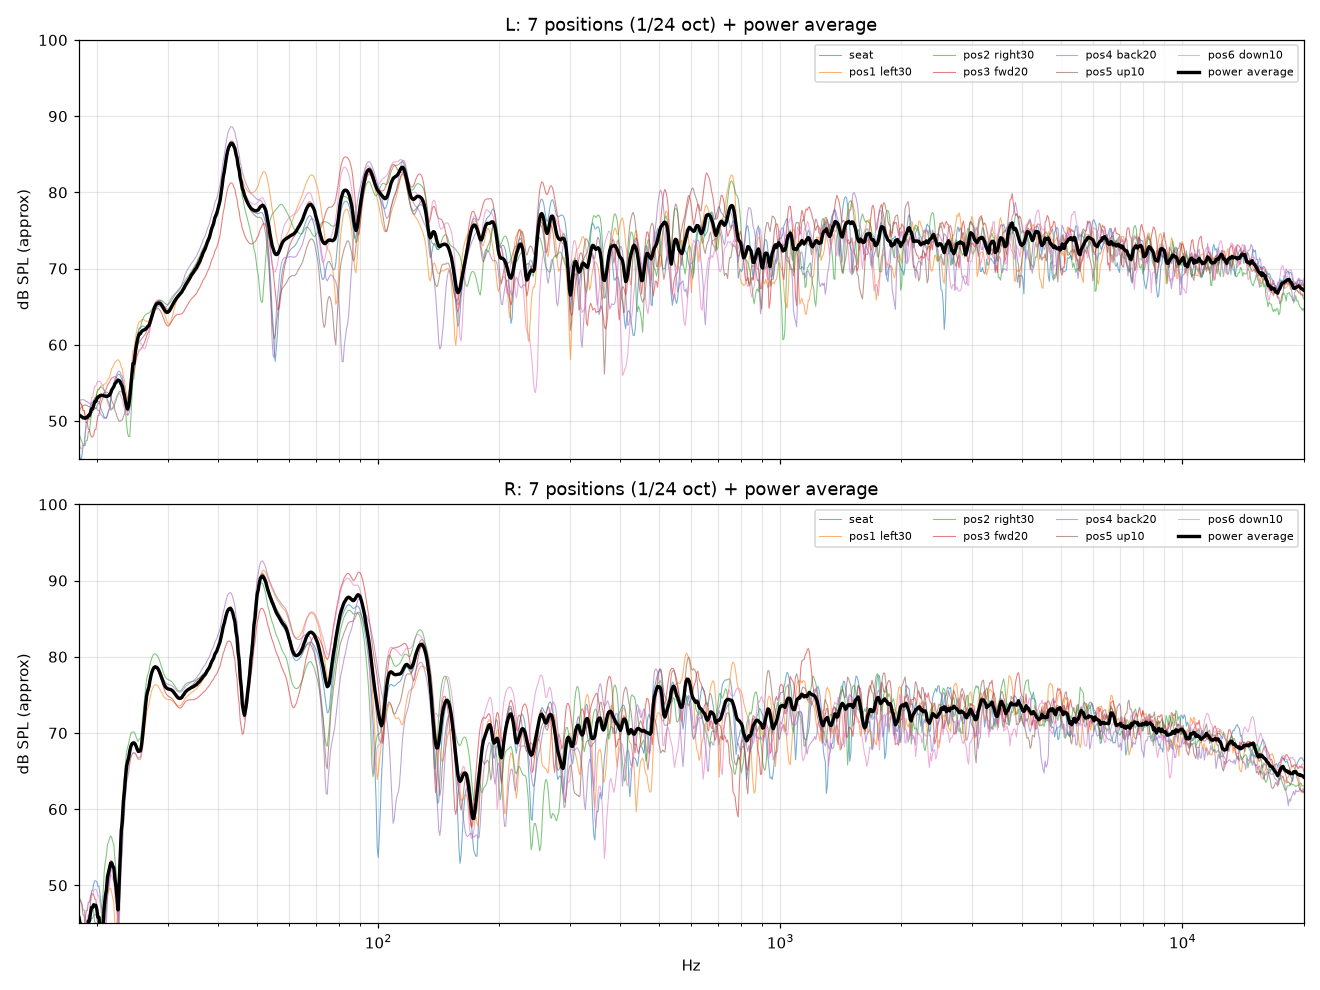 L: 7 positions (1/24 oct) + power average
100
90
80
70
60
50
dB SPL (approx)
seat
pos1 left30
pos2 right30
pos3 fwd20
pos4 back20
pos5 up10
pos6 down10
power average
R: 7 positions (1/24 oct) + power average
100
90
80
70
60
50
dB SPL (approx)
seat
pos1 left30
pos2 right30
pos3 fwd20
pos4 back20
pos5 up10
pos6 down10
power average
10²
10³
10⁴
Hz